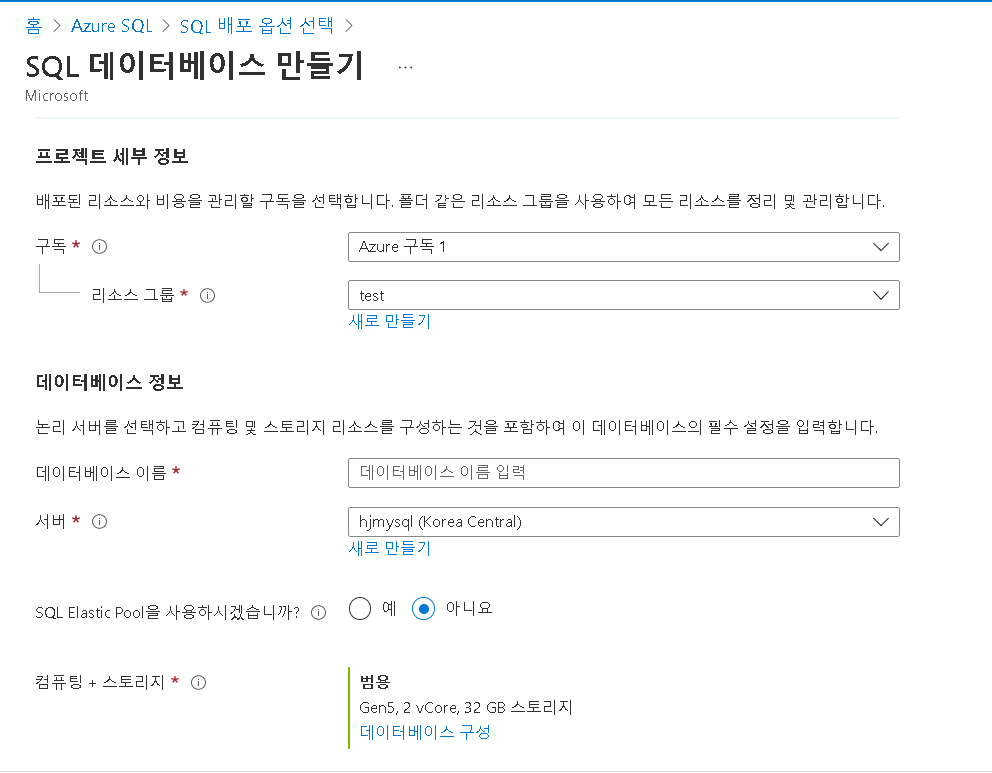 홈 > Azure SQL > SQL 배포 옵션 선택 >
SQL 데이터베이스 만들기 ...
Microsoft
프로젝트 세부 정보
배포된 리소스와 비용을 관리할 구독을 선택합니다. 폴더 같은 리소스 그룹을 사용하여 모든 리소스를 정리 및 관리합니다.
구독 * Azure 구독 1
리소스 그룹 * test
새로 만들기
데이터베이스 정보
논리 서버를 선택하고 컴퓨팅 및 스토리지 리소스를 구성하는 것을 포함하여 이 데이터베이스의 필수 설정을 입력합니다.
데이터베이스 이름 * 데이터베이스 이름 입력
서버 * hjmysql (Korea Central)
새로 만들기
SQL Elastic Pool을 사용하시겠습니까? 예 아니요
컴퓨팅 + 스토리지 * 범용
Gen5, 2 vCore, 32 GB 스토리지
데이터베이스 구성